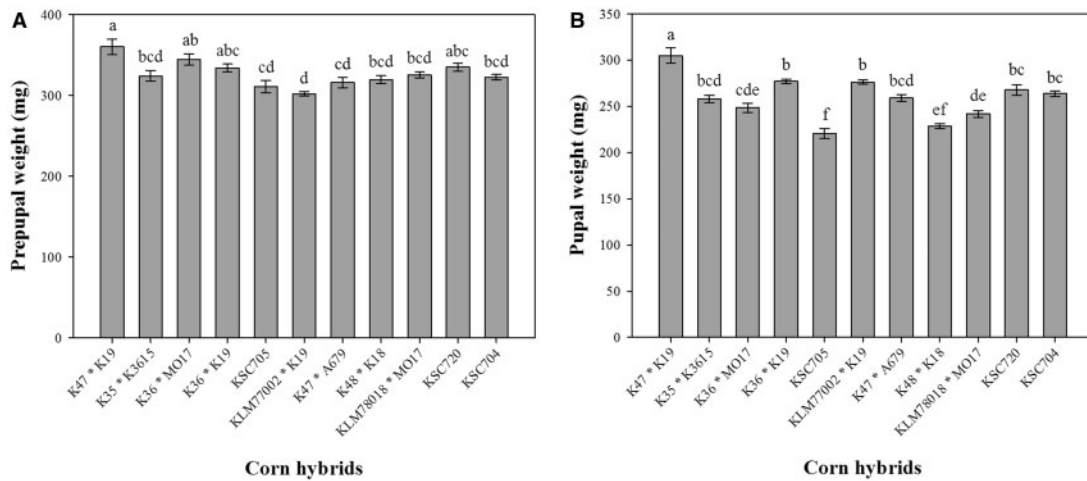 A
Prepupal weight (mg)
400
300
200
100
0
a
bcd
ab
abc
cd
d
cd
bcd
bcd
abc
bcd
K47 * K19
K35 * K3615
K36 * MO17
K36 * K19
KSC705
KLM77002 * K19
K47 * A679
K48 * K18
KLM78018 * MO17
KSC720
KSC704
Corn hybrids
B
Pupal weight (mg)
350
300
250
200
150
100
50
0
a
bcd
cde
b
f
b
bcd
ef
de
bc
bc
K47 * K19
K35 * K3615
K36 * MO17
K36 * K19
KSC705
KLM77002 * K19
K47 * A679
K48 * K18
KLM78018 * MO17
KSC720
KSC704
Corn hybrids